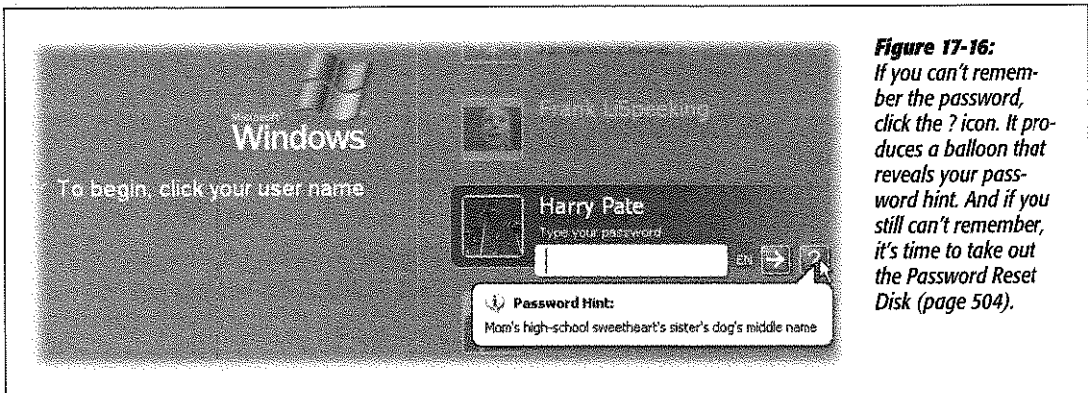 Microsoft
Windows
To begin, click your user name
Harry Pate
Type your password
EN
?
Password Hint:
Mom's high-school sweetheart's sister's dog's middle name
Figure 17-16:
If you can't remem-
ber the password,
click the ? icon. It pro-
duces a balloon that
reveals your pass-
word hint. And if you
still can't remember,
it's time to take out
the Password Reset
Disk (page 504).